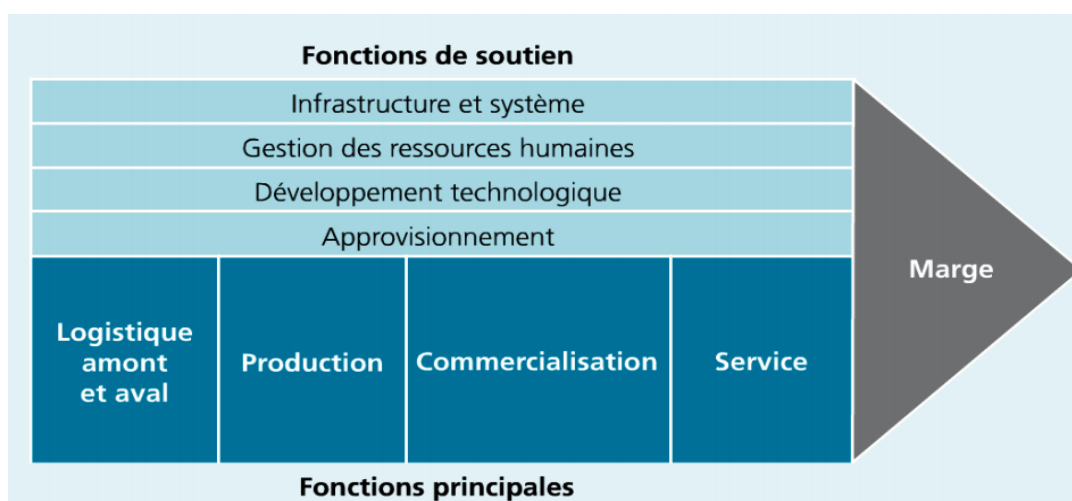 Fonctions de soutien
Infrastructure et système
Gestion des ressources humaines
Développement technologique
Approvisionnement
Logistique
amont
et aval
Production
Commercialisation
Service
Marge
Fonctions principales